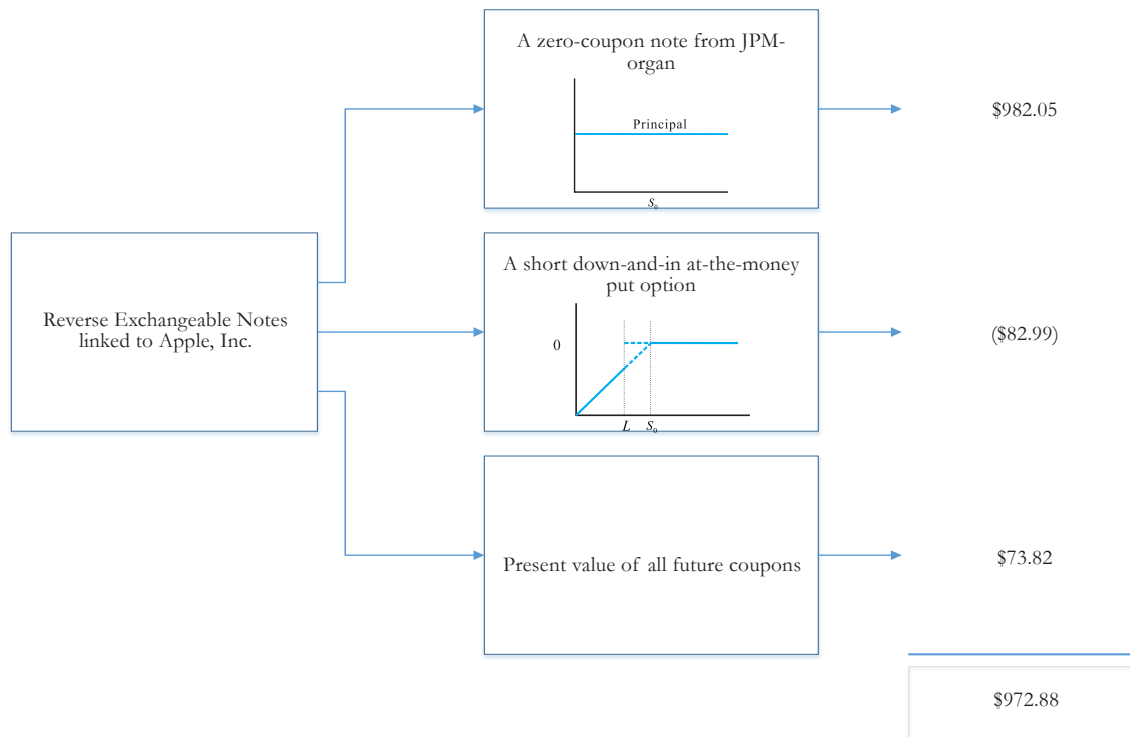 A zero-coupon note from JPM-
organ
Principal
S₀
$982.05
Reverse Exchangeable Notes
linked to Apple, Inc.
A short down-and-in at-the-money
put option
0
L S₀
($82.99)
Present value of all future coupons
$73.82
$972.88